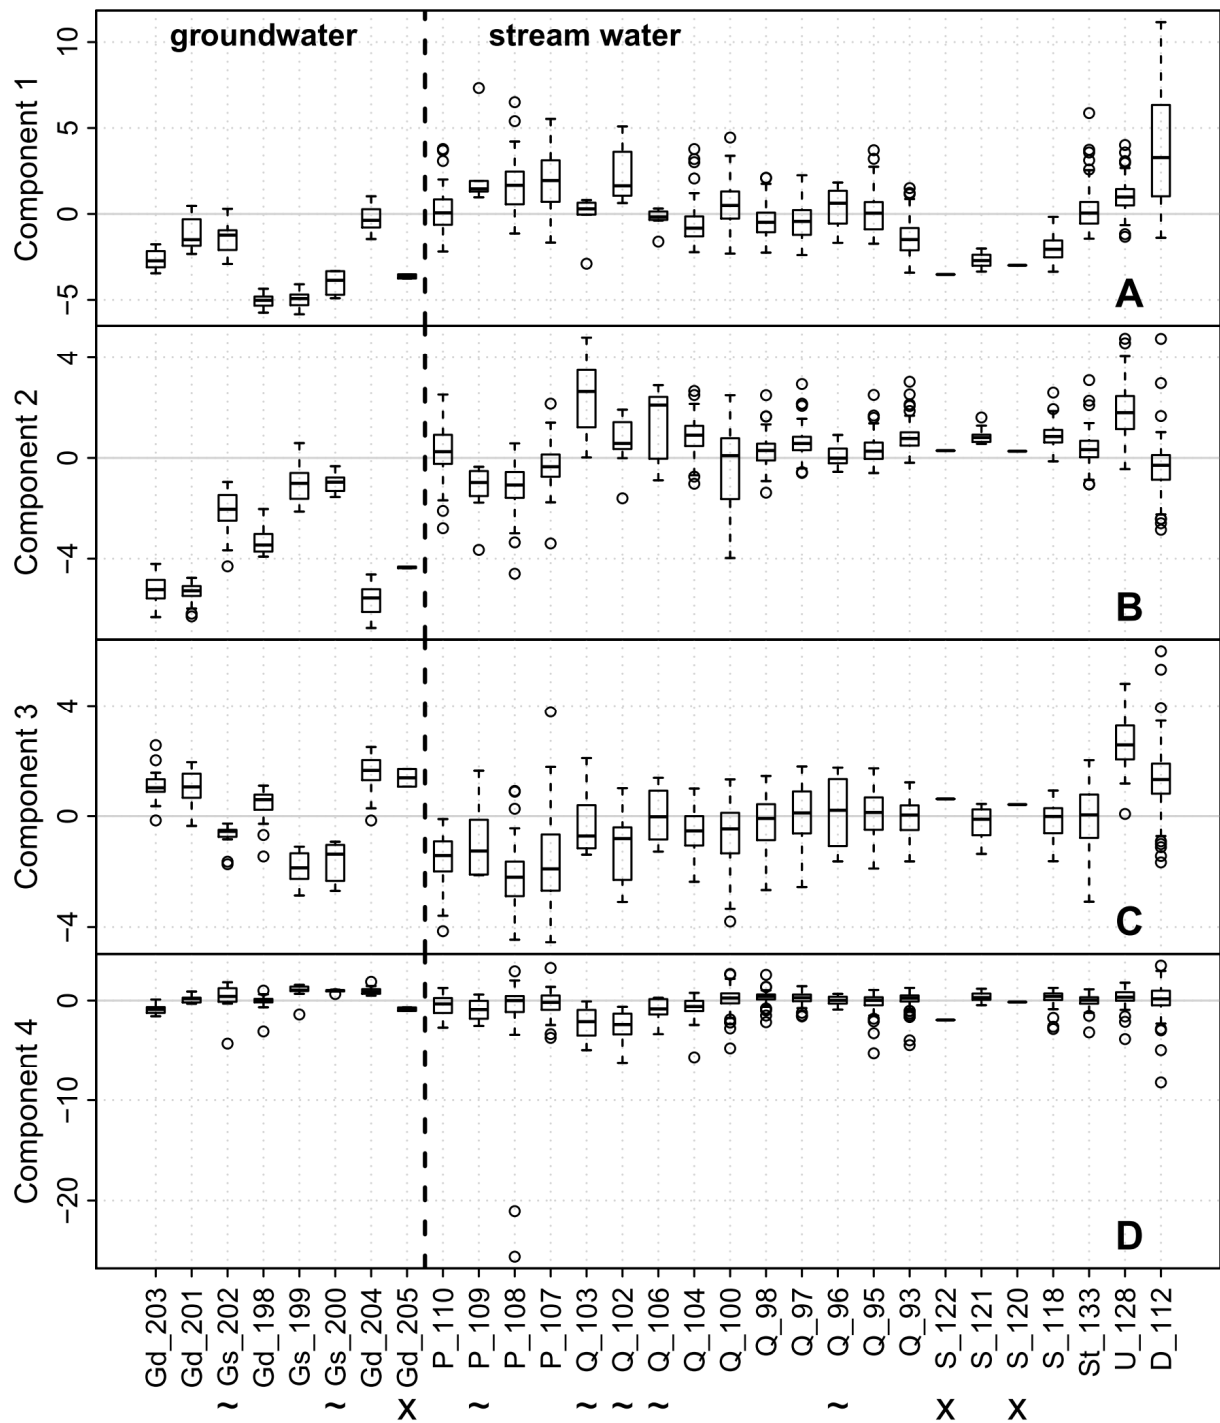 groundwater stream water
Component 1
10
5
0
−5
A
Component 2
4
0
−4
B
Component 3
4
0
−4
C
Component 4
0
−10
−20
D
Gd_203 Gd_201 Gs_202 Gd_198 Gs_199 Gs_200 Gd_204 Gd_205 P_110 P_109 P_108 P_107 Q_103 Q_102 Q_106 Q_104 Q_100 Q_98 Q_97 Q_96 Q_95 Q_93 S_122 S_121 S_120 S_118 St_133 U_128 D_112
~ ~ x ~ ~ ~ ~ ~ x x